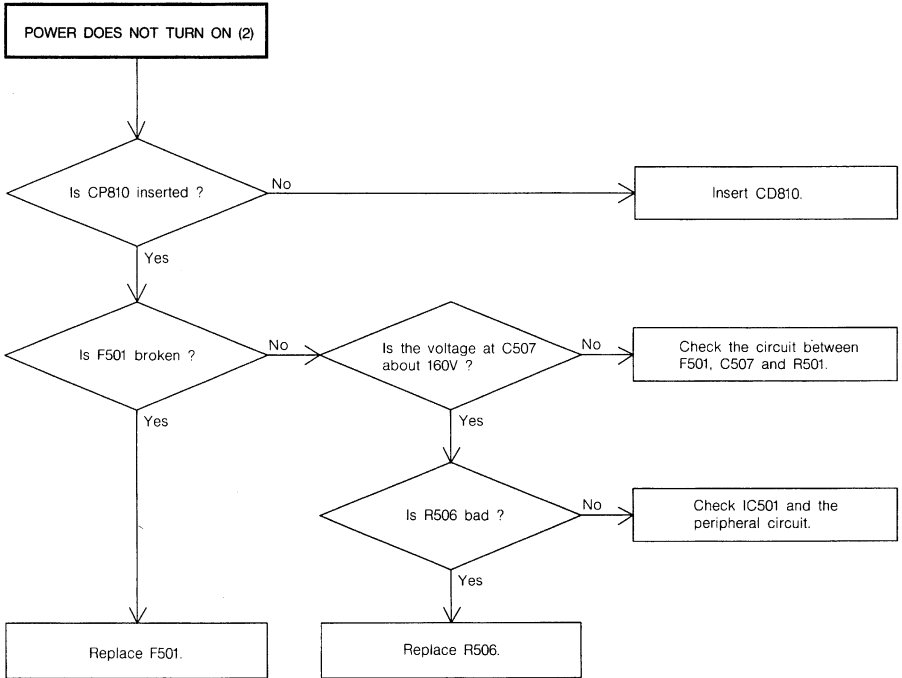 POWER DOES NOT TURN ON (2)
Is CP810 inserted ?
No
Insert CD810.
Yes
Is F501 broken ?
No
Is the voltage at C507
about 160V ?
No
Check the circuit between
F501, C507 and R501.
Yes
Yes
Is R506 bad ?
No
Check IC501 and the
peripheral circuit.
Yes
Replace F501.
Replace R506.